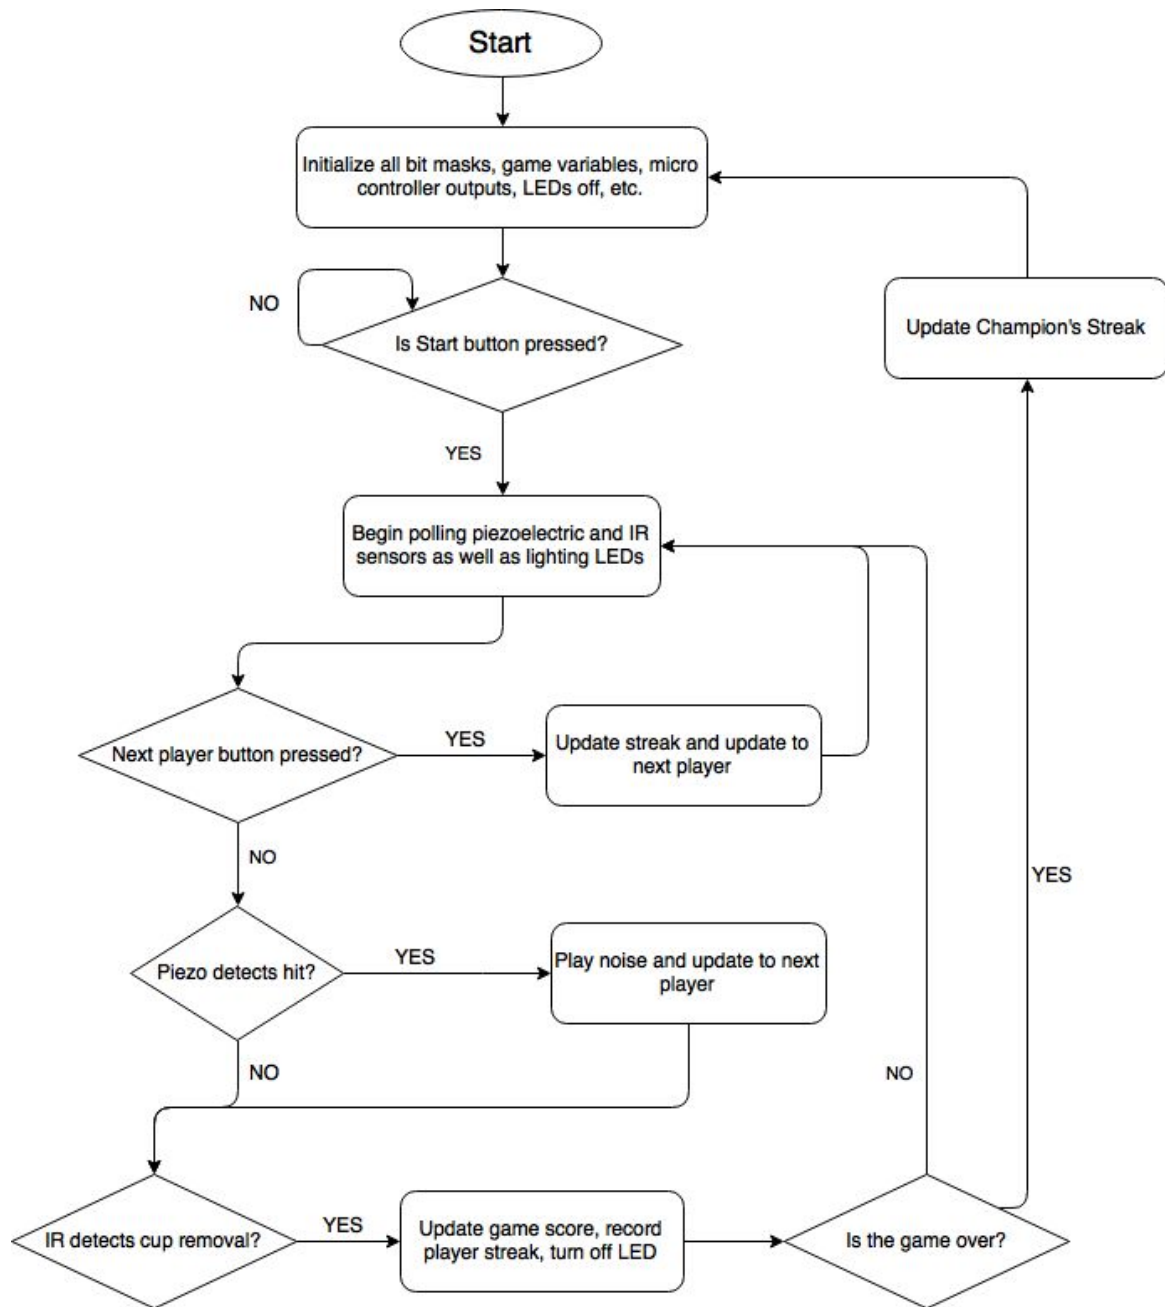 Start
Initialize all bit masks, game variables, micro
controller outputs, LEDs off, etc.
NO
Is Start button pressed?
Update Champion's Streak
YES
Begin polling piezoelectric and IR
sensors as well as lighting LEDs
Next player button pressed?
YES
Update streak and update to
next player
NO
YES
Piezo detects hit?
YES
Play noise and update to next
player
NO
NO
IR detects cup removal?
YES
Update game score, record
player streak, turn off LED
Is the game over?